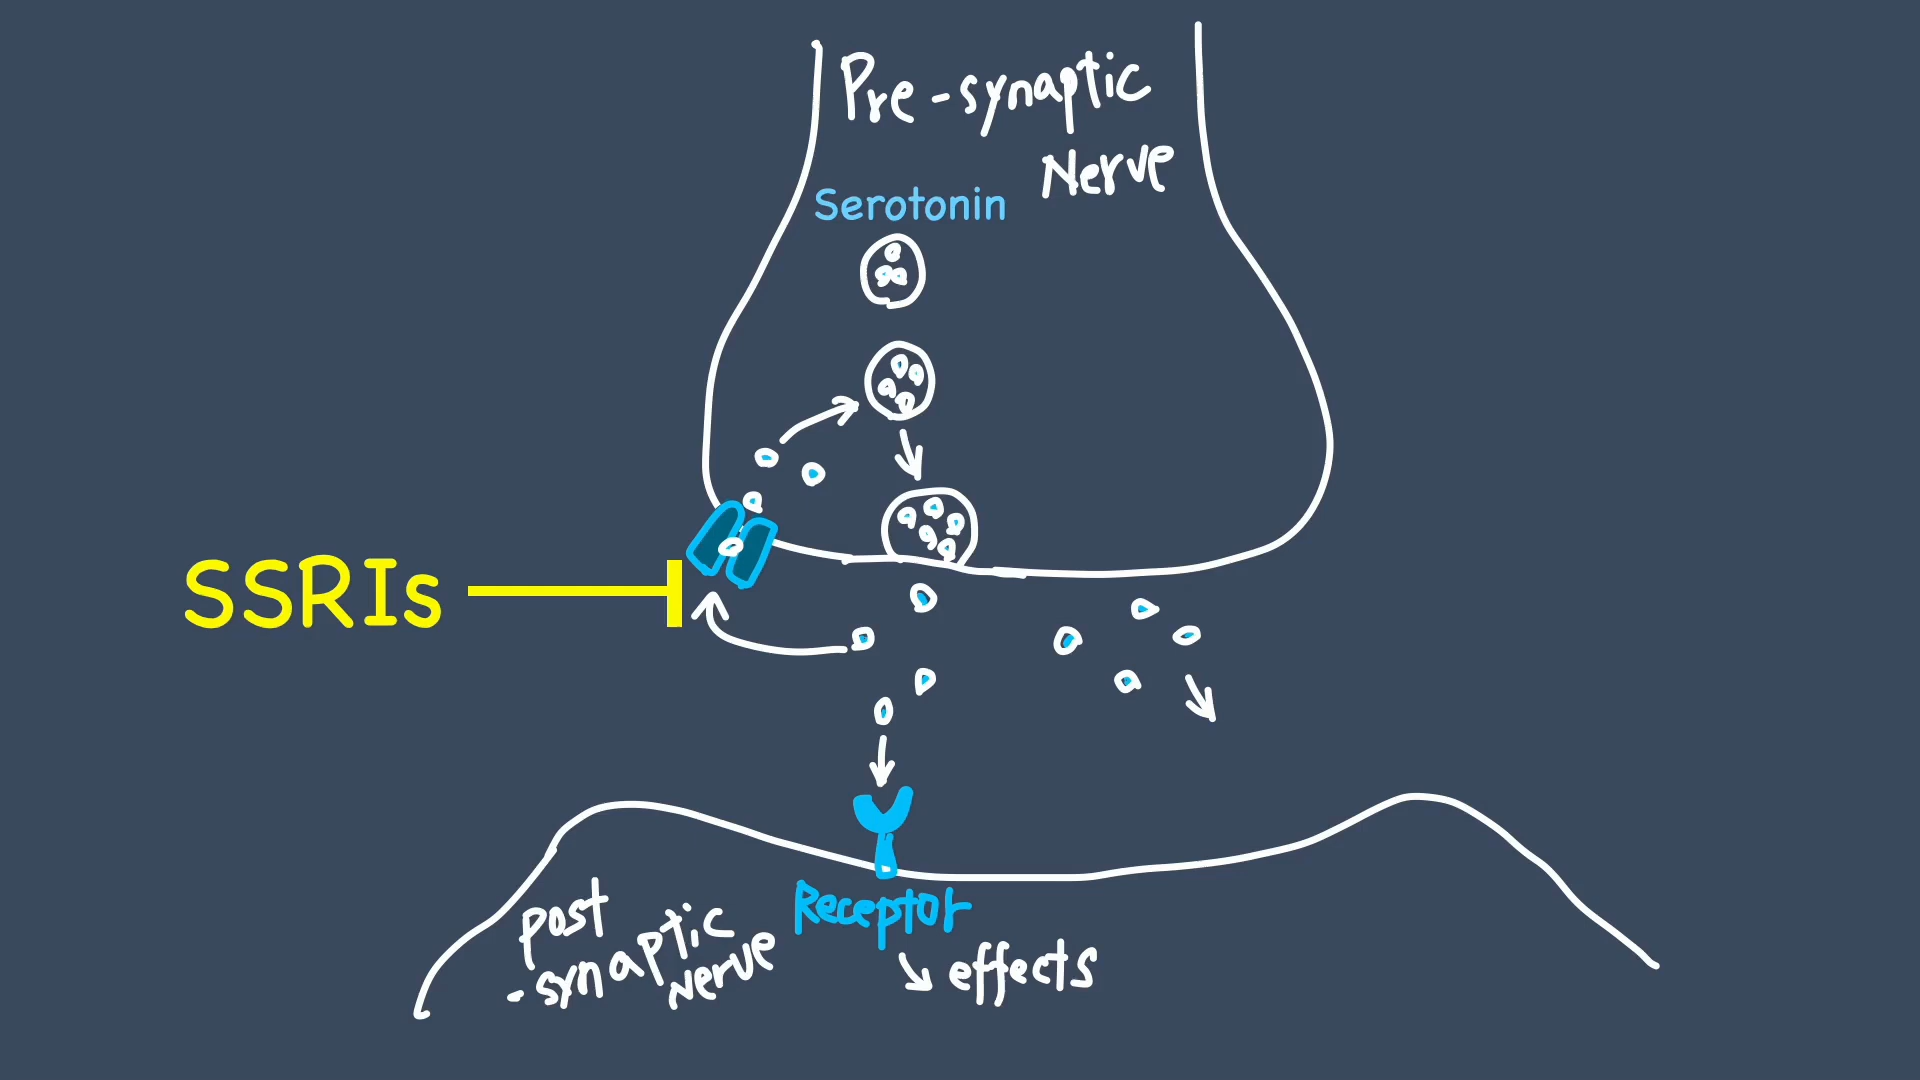 Pre-synaptic
Nerve
Serotonin
SSRIs
post
-synaptic
nerve
Receptor
effects